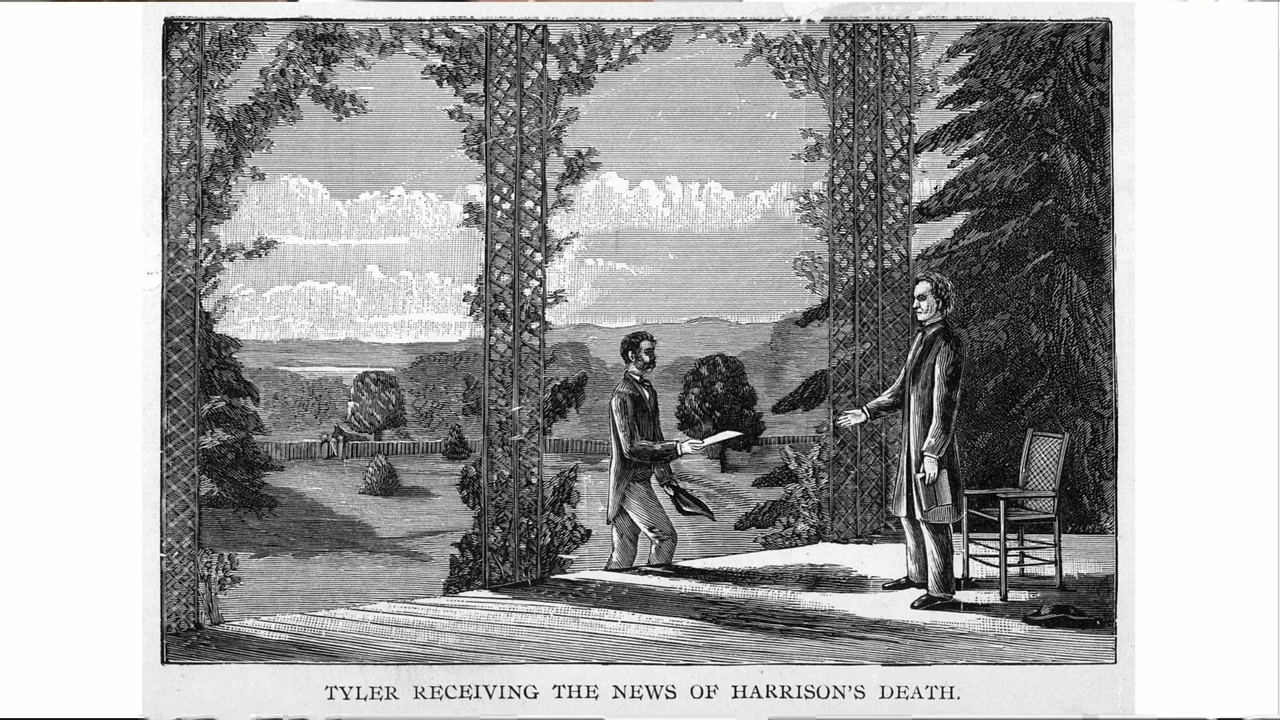 TYLER RECEIVING THE NEWS OF HARRISON'S DEATH.